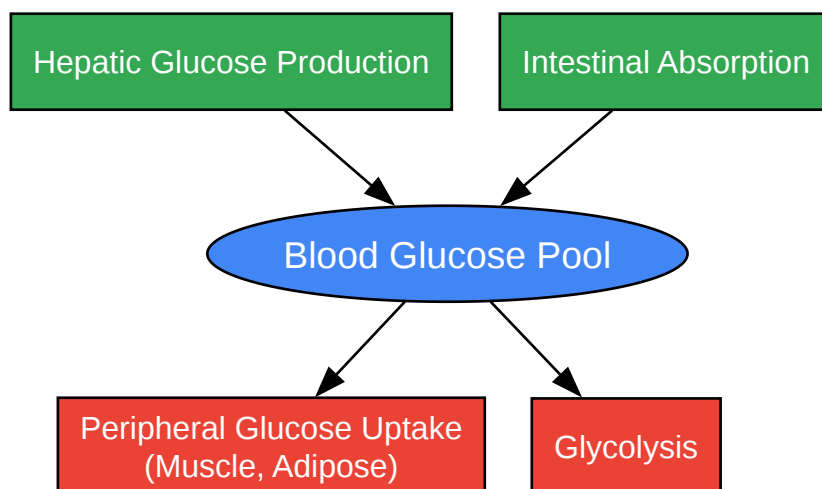 Hepatic Glucose Production
Intestinal Absorption
Blood Glucose Pool
Peripheral Glucose Uptake
(Muscle, Adipose)
Glycolysis